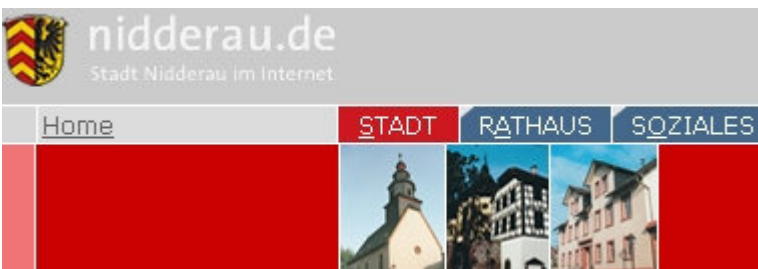 nidderau.de
Stadt Nidderau im Internet
Home STADT RATHAUS SOZIALES